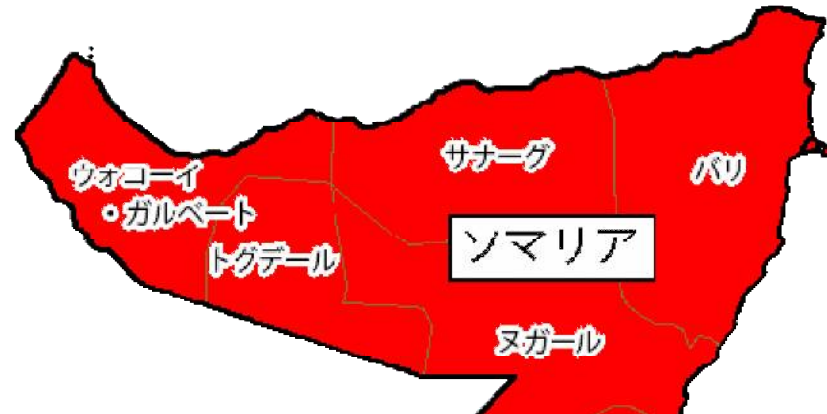 サナーグ
バリ
ウォコーイ
・ガルベート
ソマリア
トグデール
ヌガール